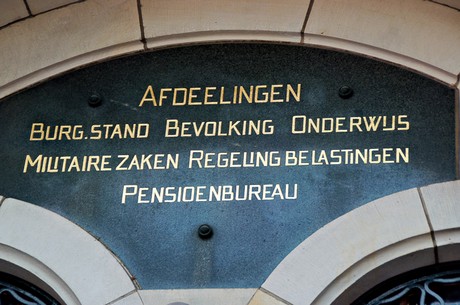 AFDEELINGEN
BURG.STAND BEVOLKING ONDERWIJS
MILITAIRE ZAKEN REGELING BELASTINGEN
PENSIOENBUREAU